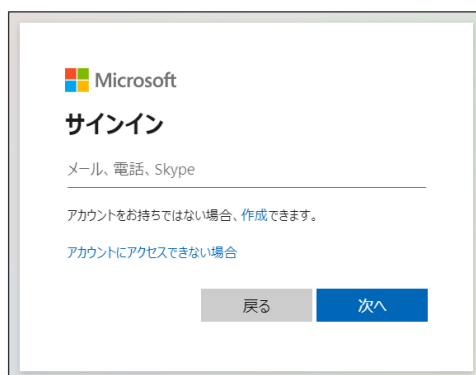 Microsoft
サインイン
メール、電話、Skype
アカウントをお持ちではない場合、作成できます。
アカウントにアクセスできない場合
戻る
次へ